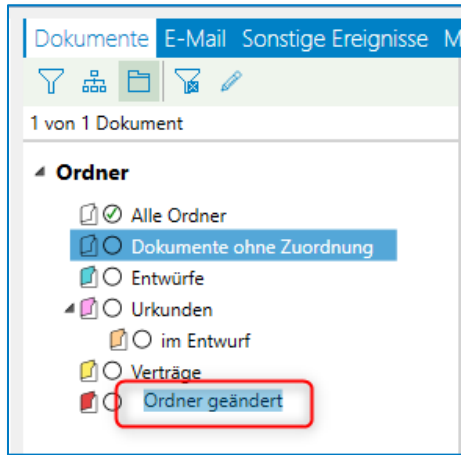 Dokumente E-Mail Sonstige Ereignisse M
1 von 1 Dokument
Ordner
Alle Ordner
Dokumente ohne Zuordnung
Entwürfe
Urkunden
im Entwurf
Verträge
Ordner geändert